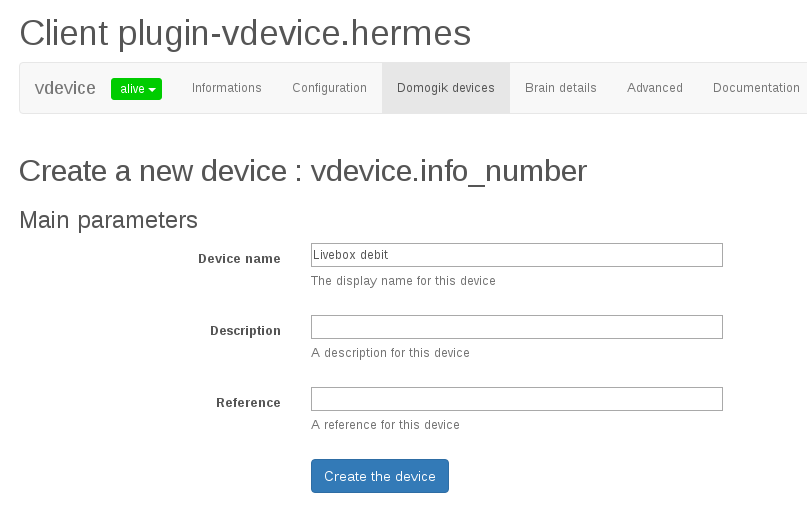 Client plugin-vdevice.hermes
vdevice alive Informations Configuration Domogik devices Brain details Advanced Documentation
Create a new device : vdevice.info_number
Main parameters
Device name Livebox debit
The display name for this device
Description
A description for this device
Reference
A reference for this device
Create the device